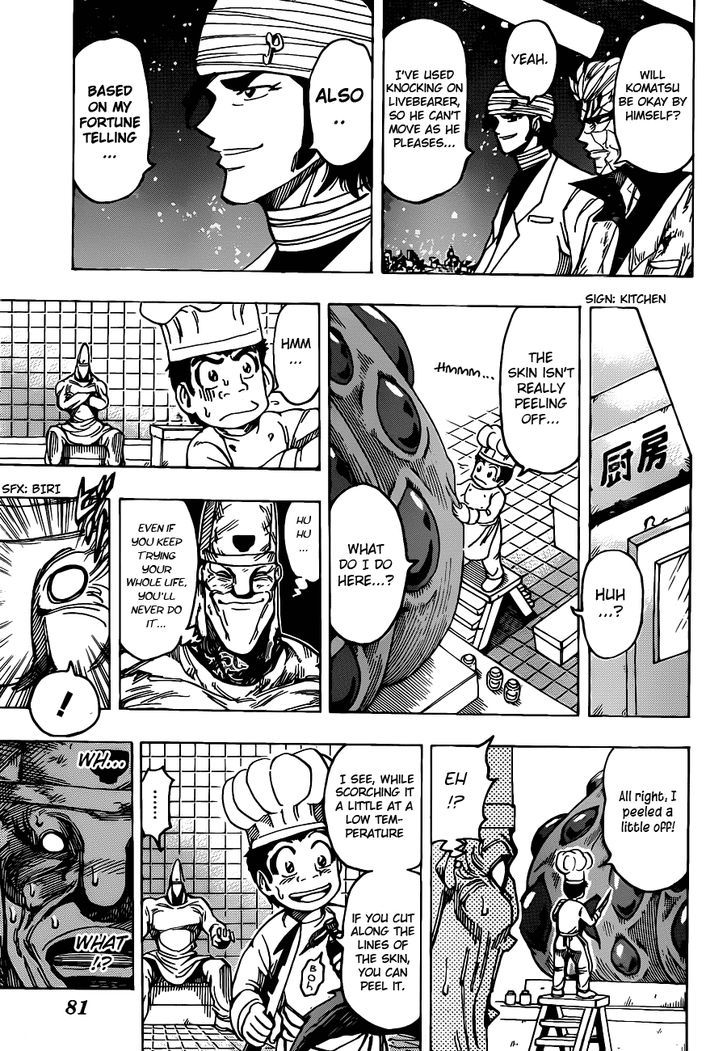 WILL
KOMATSU
BE OKAY BY
HIMSELF?
YEAH.
I'VE USED
KNOCKING ON
LIVEBEARER,
SO HE CAN'T
MOVE AS HE
PLEASES...
ALSO
..
BASED
ON MY
FORTUNE
TELLING
...
SIGN: KITCHEN
厨房
HUH
...?
THE
SKIN ISN'T
REALLY
PEELING
OFF...
Hmmm...
WHAT
DO I DO
HERE...?
HMM
...
HU
HU...
EVEN IF
YOU KEEP
TRYING
YOUR
WHOLE LIFE,
YOU'LL
NEVER DO
IT...
SFX: BIRI
!
All right, I
peeled a
little off!
EH
!?
I SEE, WHILE
SCORCHING IT
A LITTLE AT A
LOW TEM-
PERATURE
IF YOU CUT
ALONG THE
LINES OF
THE SKIN,
YOU CAN
PEEL IT.
......
WH...
WHAT
!?
81